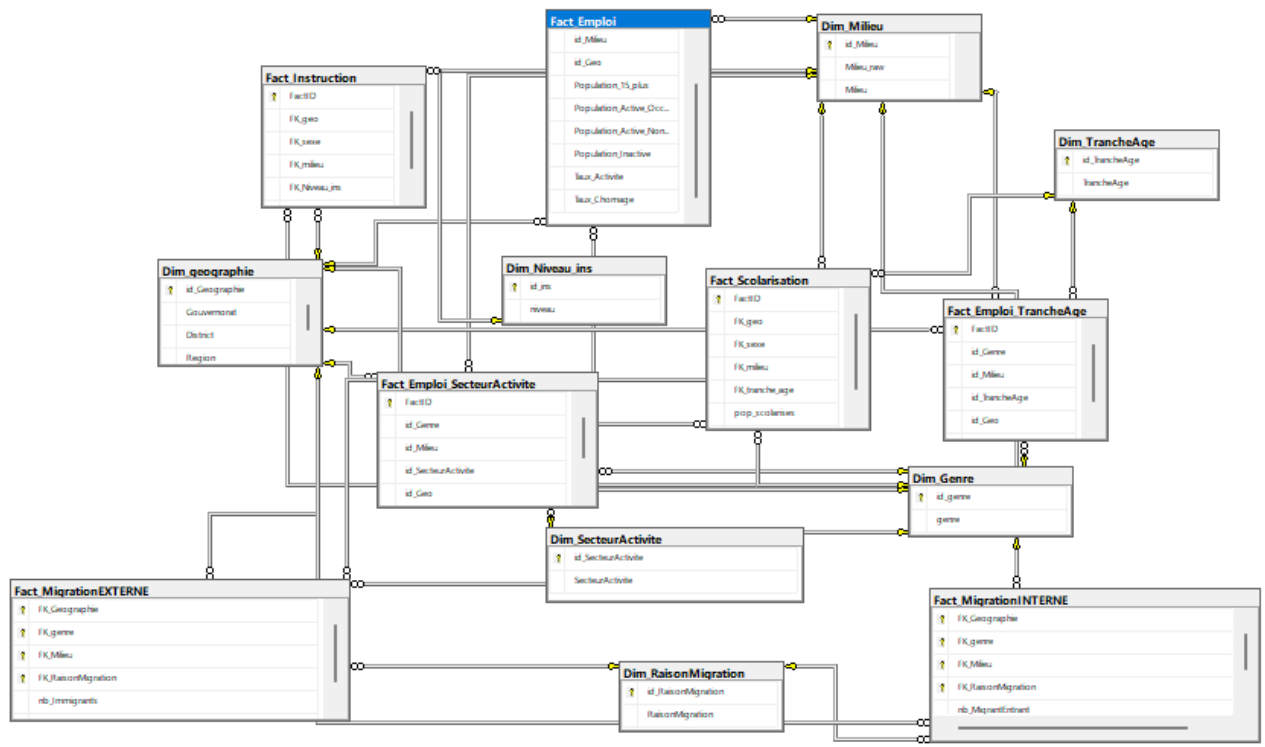 Fact_Emploi
id_Milieu
id_Geo
Population_15_plus
Population_Active_Occ...
Population_Active_Non...
Population_Inactive
Taux_Activite
Taux_Chomage
Dim_Milieu
id_Milieu
Milieu_raw
Milieu
Fact_Instruction
FactID
FK_geo
FK_sexe
FK_milieu
FK_Niveau_ins
Dim_TrancheAge
id_TrancheAge
TrancheAge
Dim_geographie
id_Geographie
Gouvernorat
District
Region
Dim_Niveau_ins
id_ins
niveau
Fact_Scolarisation
FactID
FK_geo
FK_sexe
FK_milieu
FK_tranche_age
pop_scolarises
Fact_Emploi_TrancheAge
FactID
id_Genre
id_Milieu
id_TrancheAge
id_Geo
Fact_Emploi_SecteurActivite
FactID
id_Genre
id_Milieu
id_SecteurActivite
id_Geo
Dim_Genre
id_genre
genre
Dim_SecteurActivite
id_SecteurActivite
SecteurActivite
Fact_MigrationEXTERNE
FK_Geographie
FK_genre
FK_Milieu
FK_RaisonMigration
nb_Immigrants
Dim_RaisonMigration
id_RaisonMigration
RaisonMigration
Fact_MigrationINTERNE
FK_Geographie
FK_genre
FK_Milieu
FK_RaisonMigration
nb_MigrantEntrant